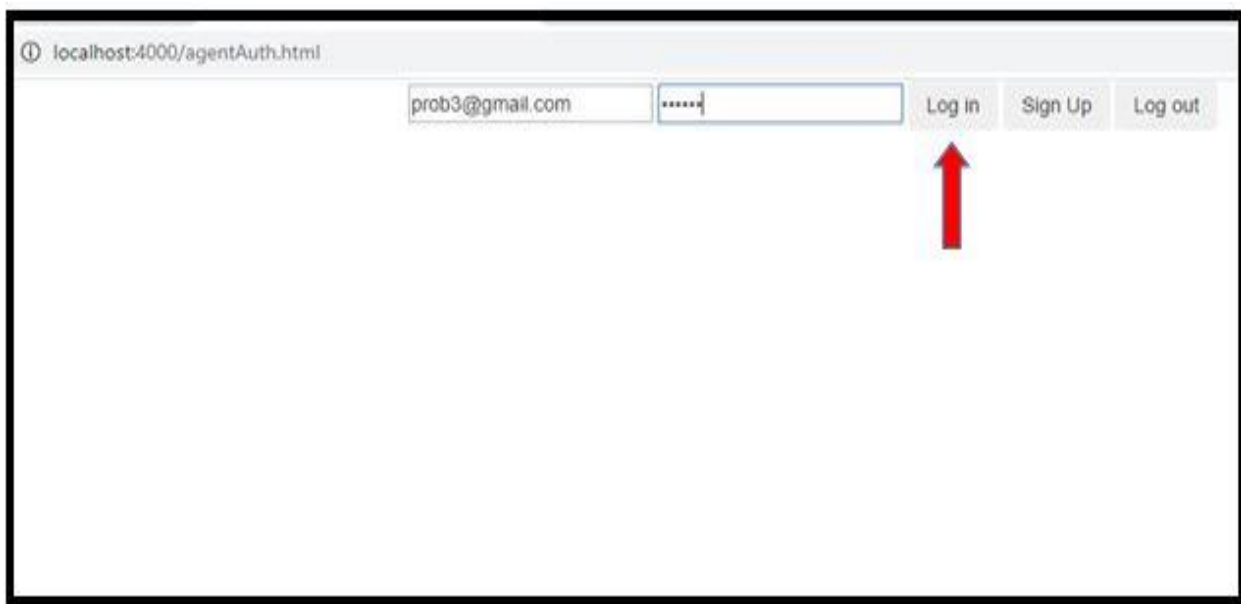 localhost:4000/agentAuth.html
prob3@gmail.com •••••• Log in Sign Up Log out